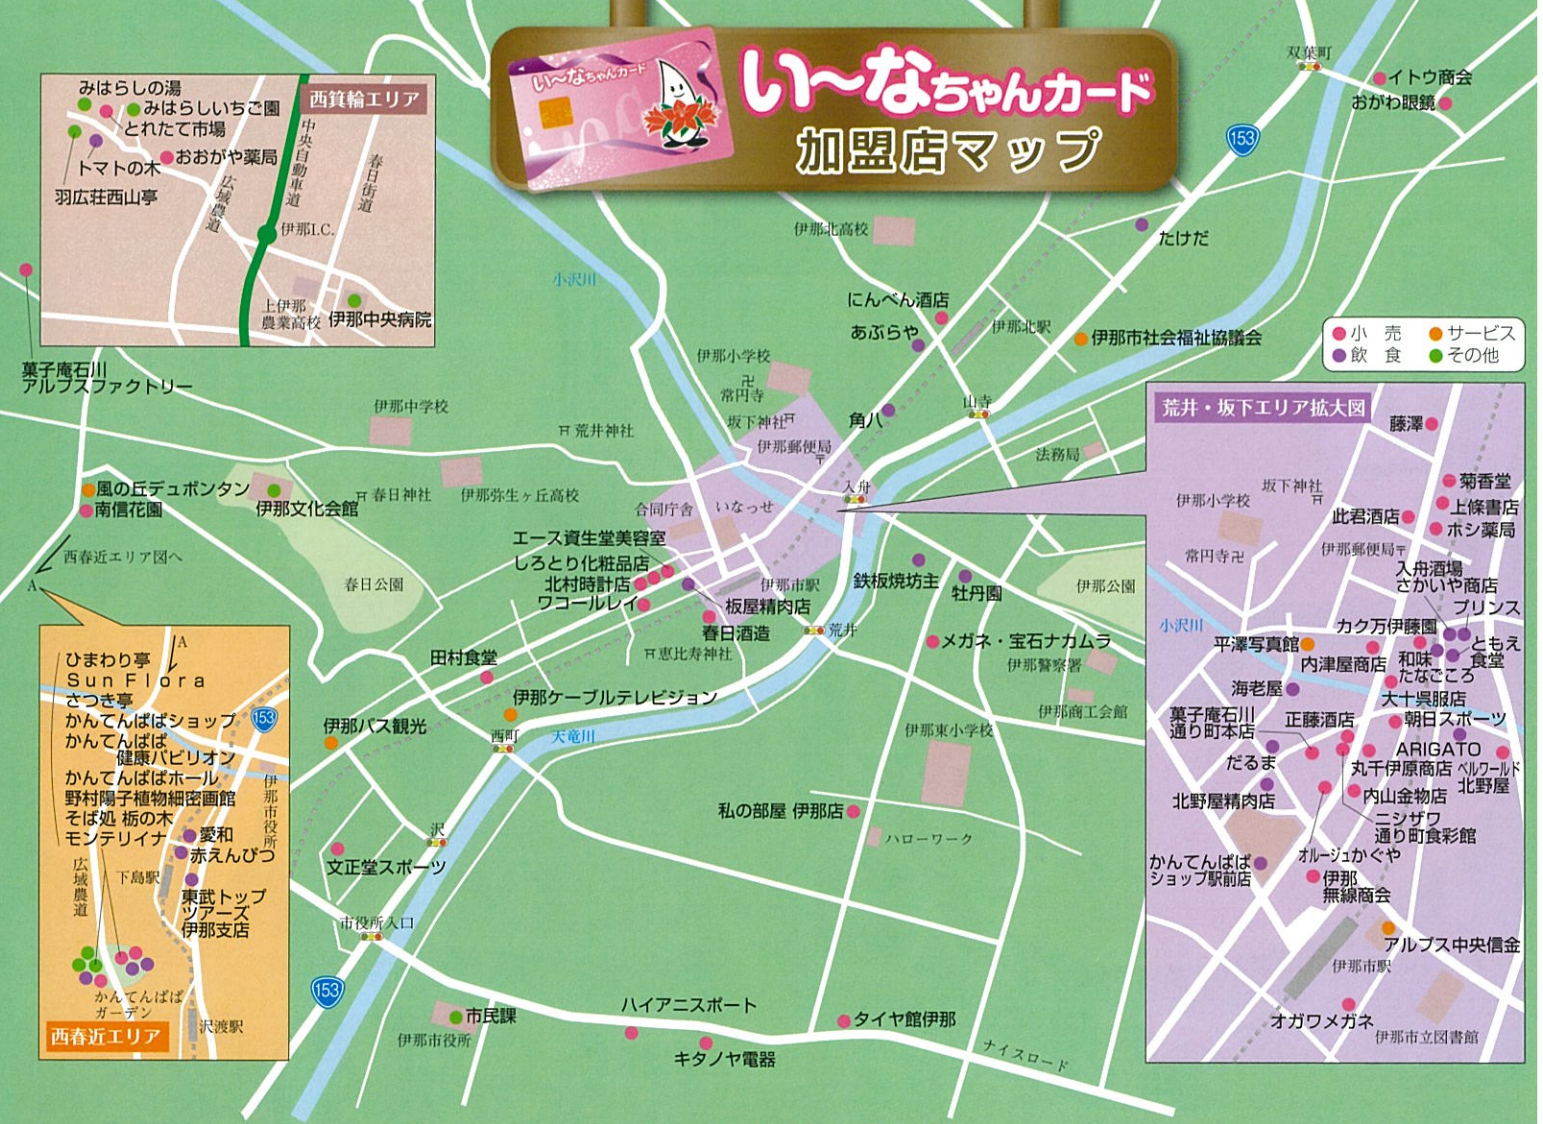 い〜なちゃんカード
い〜なちゃんカード
加盟店マップ
双葉町
イトウ商会
おがわ眼鏡
153
西箕輪エリア
みはらしの湯
みはらしいちご園
とれたて市場
おおがや薬局
トマトの木
羽広荘西山亭
中央自動車道
春日街道
広域農道
伊那I.C.
上伊那
農業高校
伊那中央病院
菓子庵石川
アルプスファクトリー
小沢川
伊那北高校
たけだ
にんべん酒店
あぶらや
伊那北駅
伊那市社会福祉協議会
小 売
サービス
飲 食
その他
伊那小学校
卍
常円寺
坂下神社
伊那郵便局
〒
角八
山寺
法務局
伊那中学校
荒井神社
入舟
風の丘デュポンタン
南信花園
伊那文化会館
春日神社
伊那弥生ヶ丘高校
合同庁舎
いなっせ
西春近エリア図へ
A
春日公園
エース資生堂美容室
しろとり化粧品店
北村時計店
ワコールレイ
伊那市駅
板屋精肉店
春日酒造
荒井
恵比寿神社
鉄板焼坊主
牡丹園
伊那公園
メガネ・宝石ナカムラ
伊那警察署
伊那商工会館
田村食堂
伊那ケーブルテレビジョン
伊那バス観光
西町
天竜川
伊那東小学校
私の部屋 伊那店
ハローワーク
沢
文正堂スポーツ
市役所入口
153
市民課
伊那市役所
ハイアニスポート
キタノヤ電器
タイヤ館伊那
ナイスロード
A
ひまわり亭
Sun Flora
さつき亭
かんてんぱぱショップ
かんてんぱぱ
健康パビリオン
かんてんぱぱホール
野村陽子植物細密画館
そば処 栃の木
モンテリイナ
153
伊那市役所
愛和
赤えんぴつ
下島駅
広域農道
東武トップ
ツアーズ
伊那支店
かんてんぱぱ
ガーデン
沢渡駅
西春近エリア
荒井・坂下エリア拡大図
藤澤
菊香堂
坂下神社
伊那小学校
上條書店
此君酒店
ホシ薬局
伊那郵便局〒
常円寺卍
入舟酒場
さかいや商店
プリンス
小沢川
カク万伊藤園
平澤写真館
ともえ
食堂
内津屋商店
和味
たなごころ
海老屋
大十呉服店
菓子庵石川
通り町本店
正藤酒店
朝日スポーツ
だるま
ARIGATO
丸千伊原商店
ベルワールド
北野屋
北野屋精肉店
内山金物店
ニシザワ
通り町食彩館
オルージュかぐや
かんてんぱぱ
ショップ駅前店
伊那
無線商会
アルプス中央信金
伊那市駅
オガワメガネ
伊那市立図書館